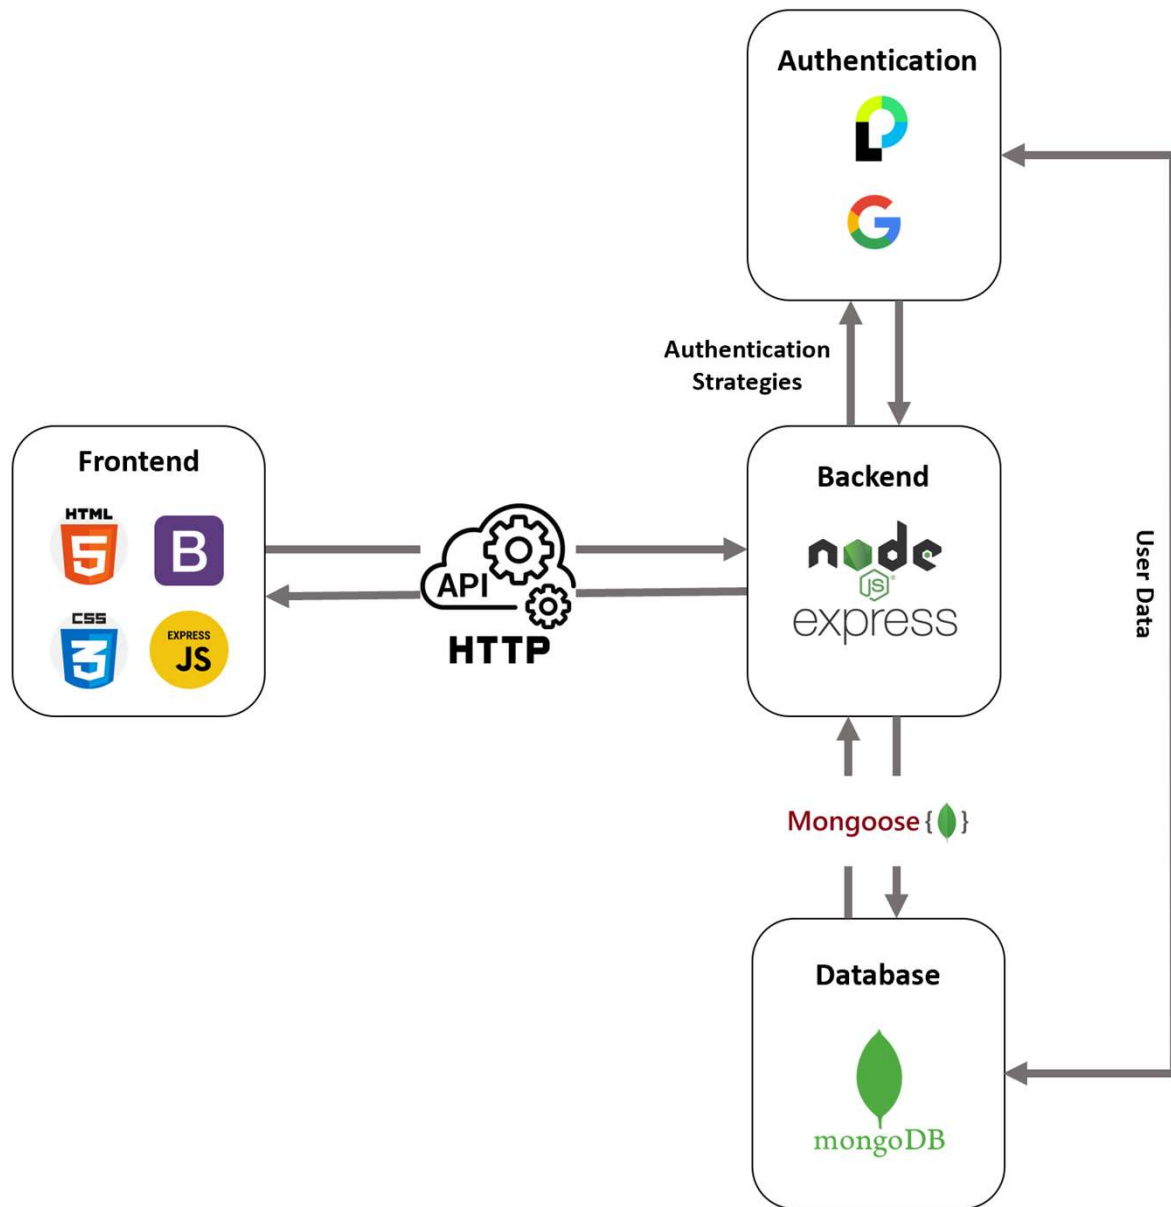 Authentication
Authentication
Strategies
Frontend
HTML
5
B
CSS
3
EXPRESS
JS
API
HTTP
Backend
node
JS
express
User Data
Mongoose {}
Database
mongoDB